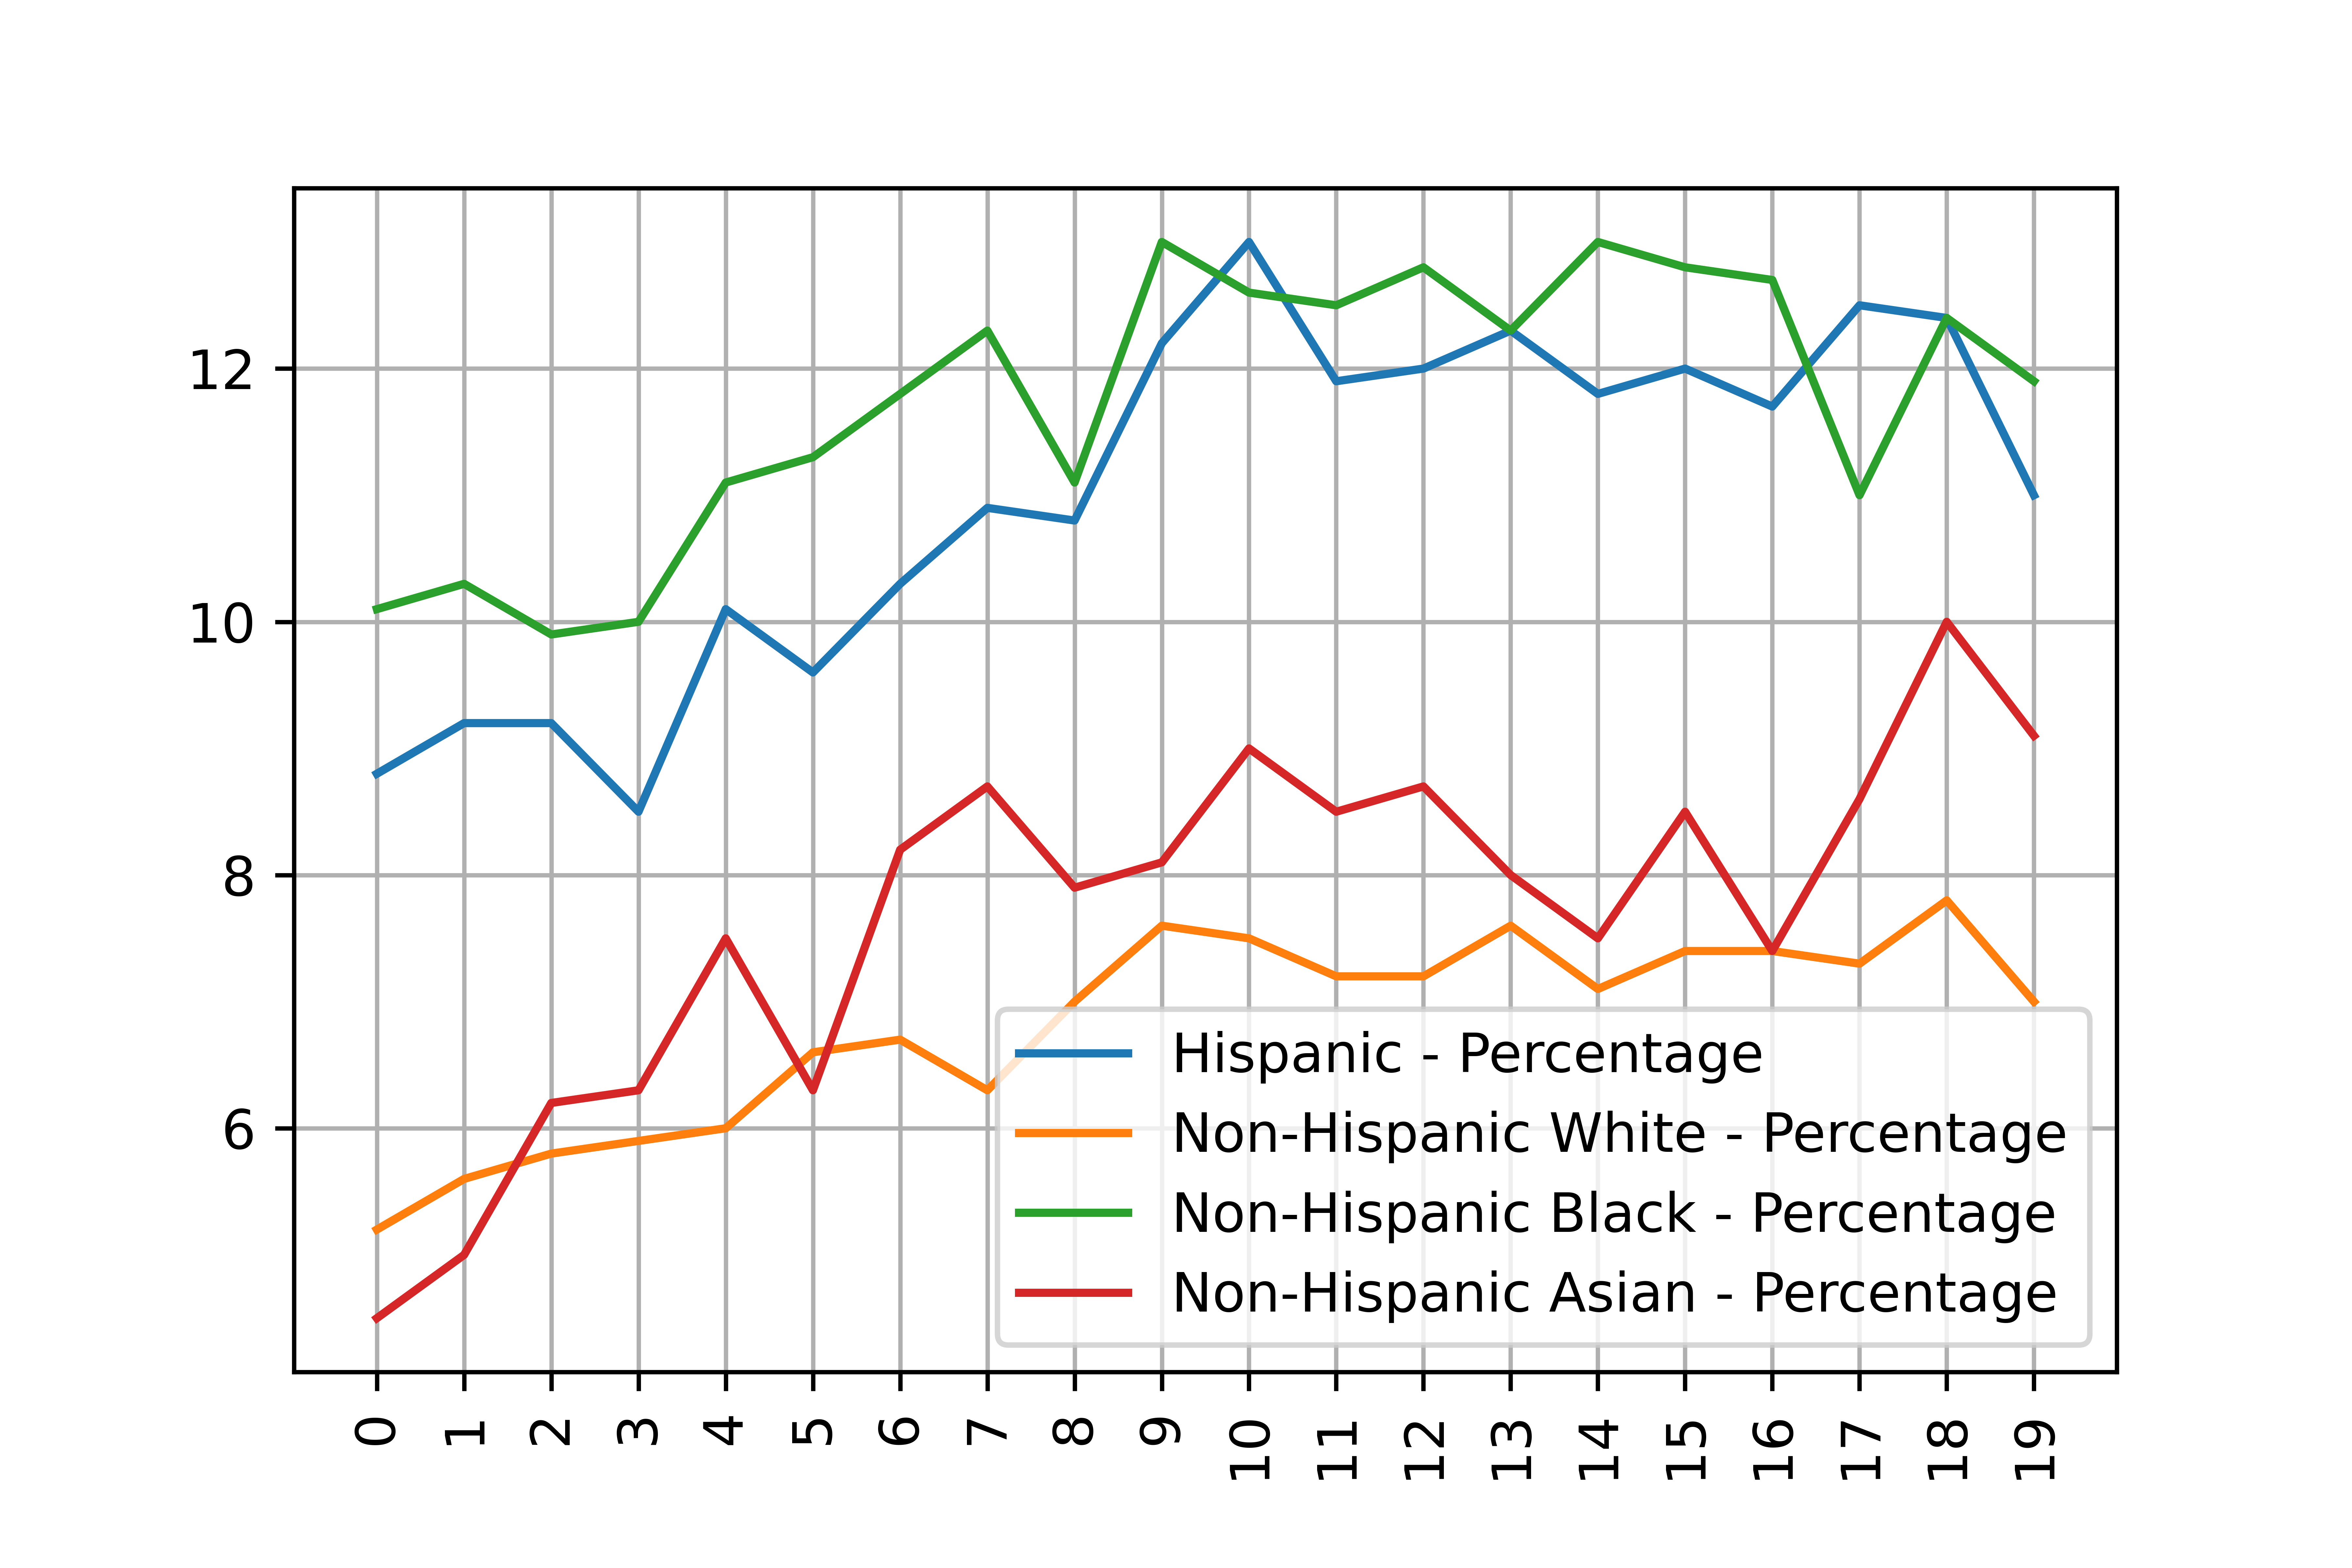 12
10
8
6
Hispanic - Percentage
Non-Hispanic White - Percentage
Non-Hispanic Black - Percentage
Non-Hispanic Asian - Percentage
0 1 2 3 4 5 6 7 8 9 10 11 12 13 14 15 16 17 18 19